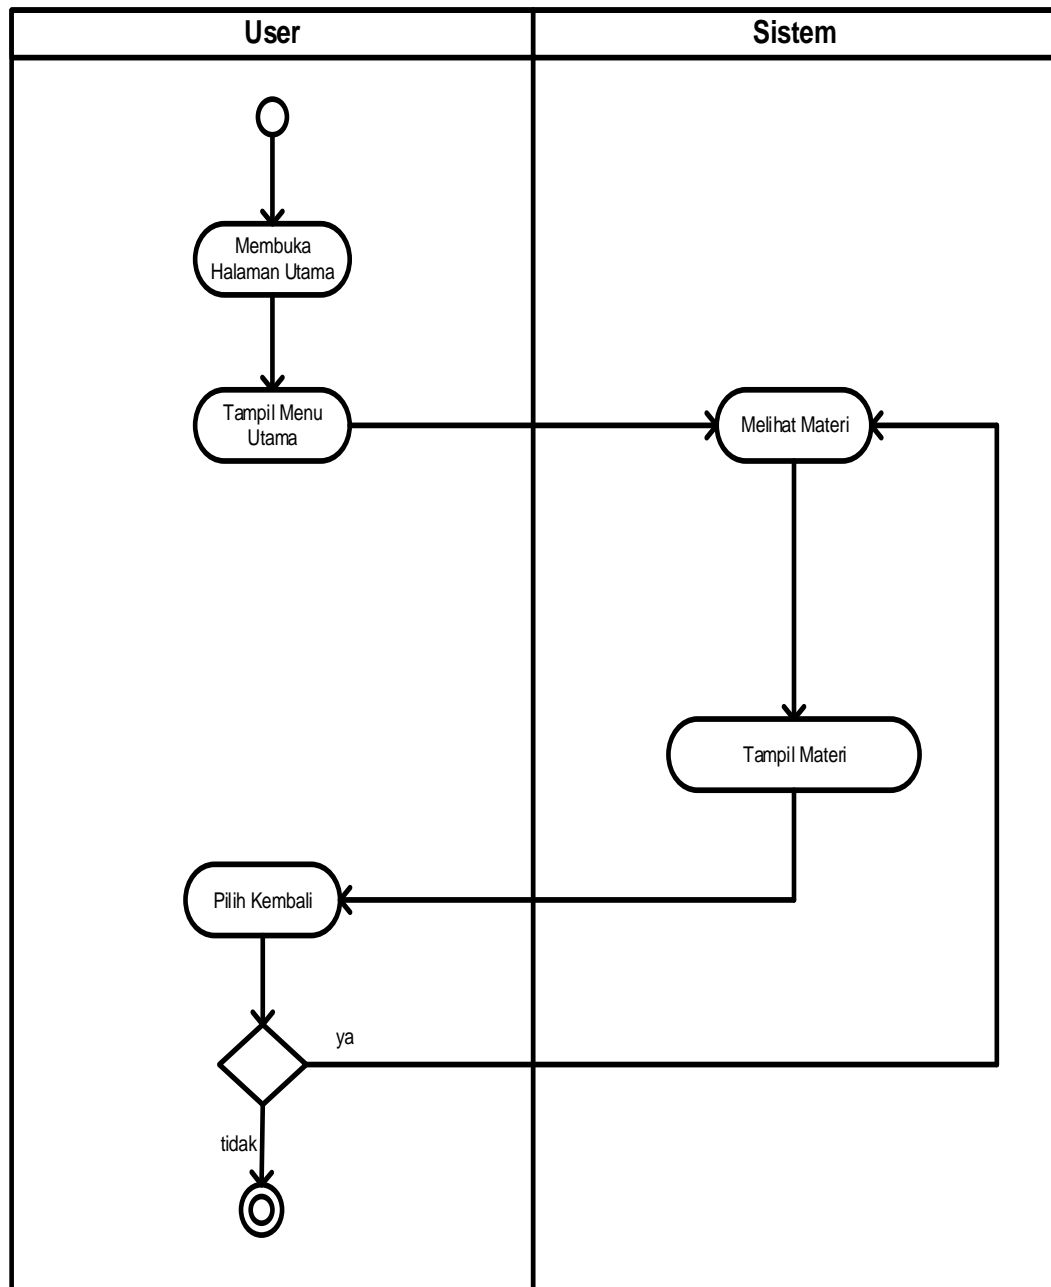 User
Sistem
Membuka
Halaman Utama
Tampil Menu
Utama
Melihat Materi
Tampil Materi
Pilih Kembali
ya
tidak